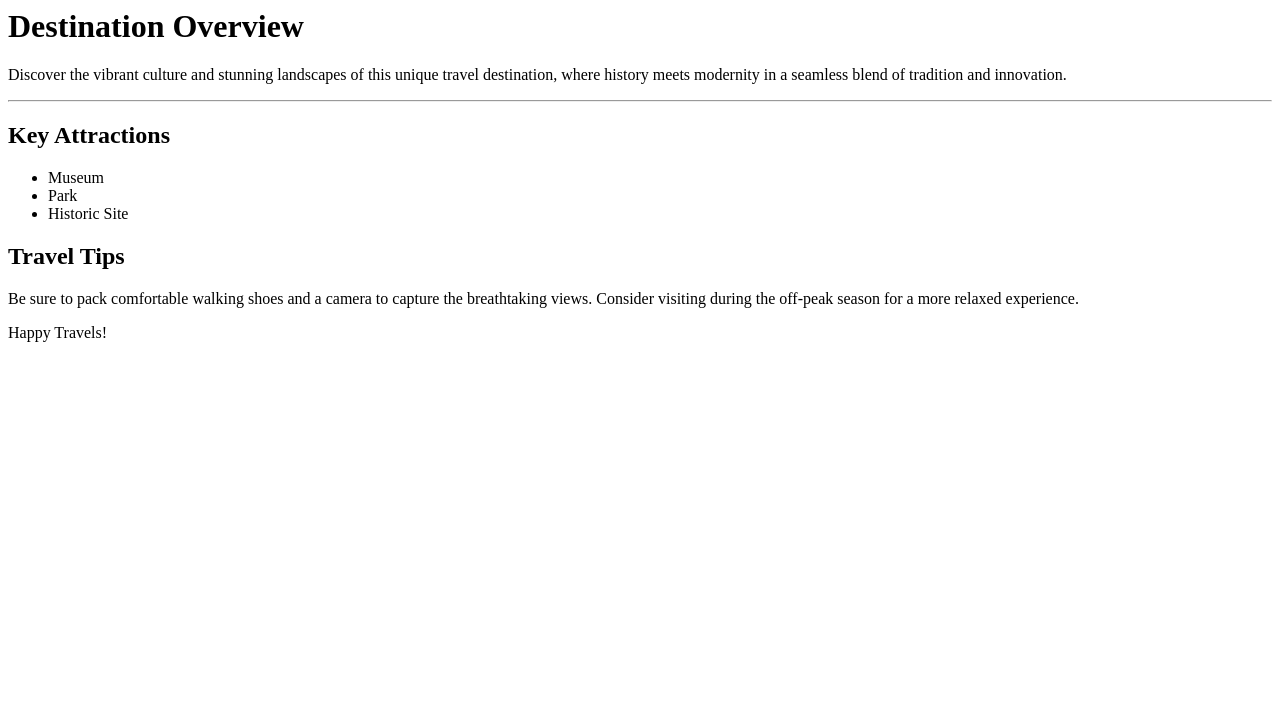 Destination Overview
Discover the vibrant culture and stunning landscapes of this unique travel destination, where history meets modernity in a seamless blend of tradition and innovation.
Key Attractions
Museum
Park
Historic Site
Travel Tips
Be sure to pack comfortable walking shoes and a camera to capture the breathtaking views. Consider visiting during the off-peak season for a more relaxed experience.
Happy Travels!